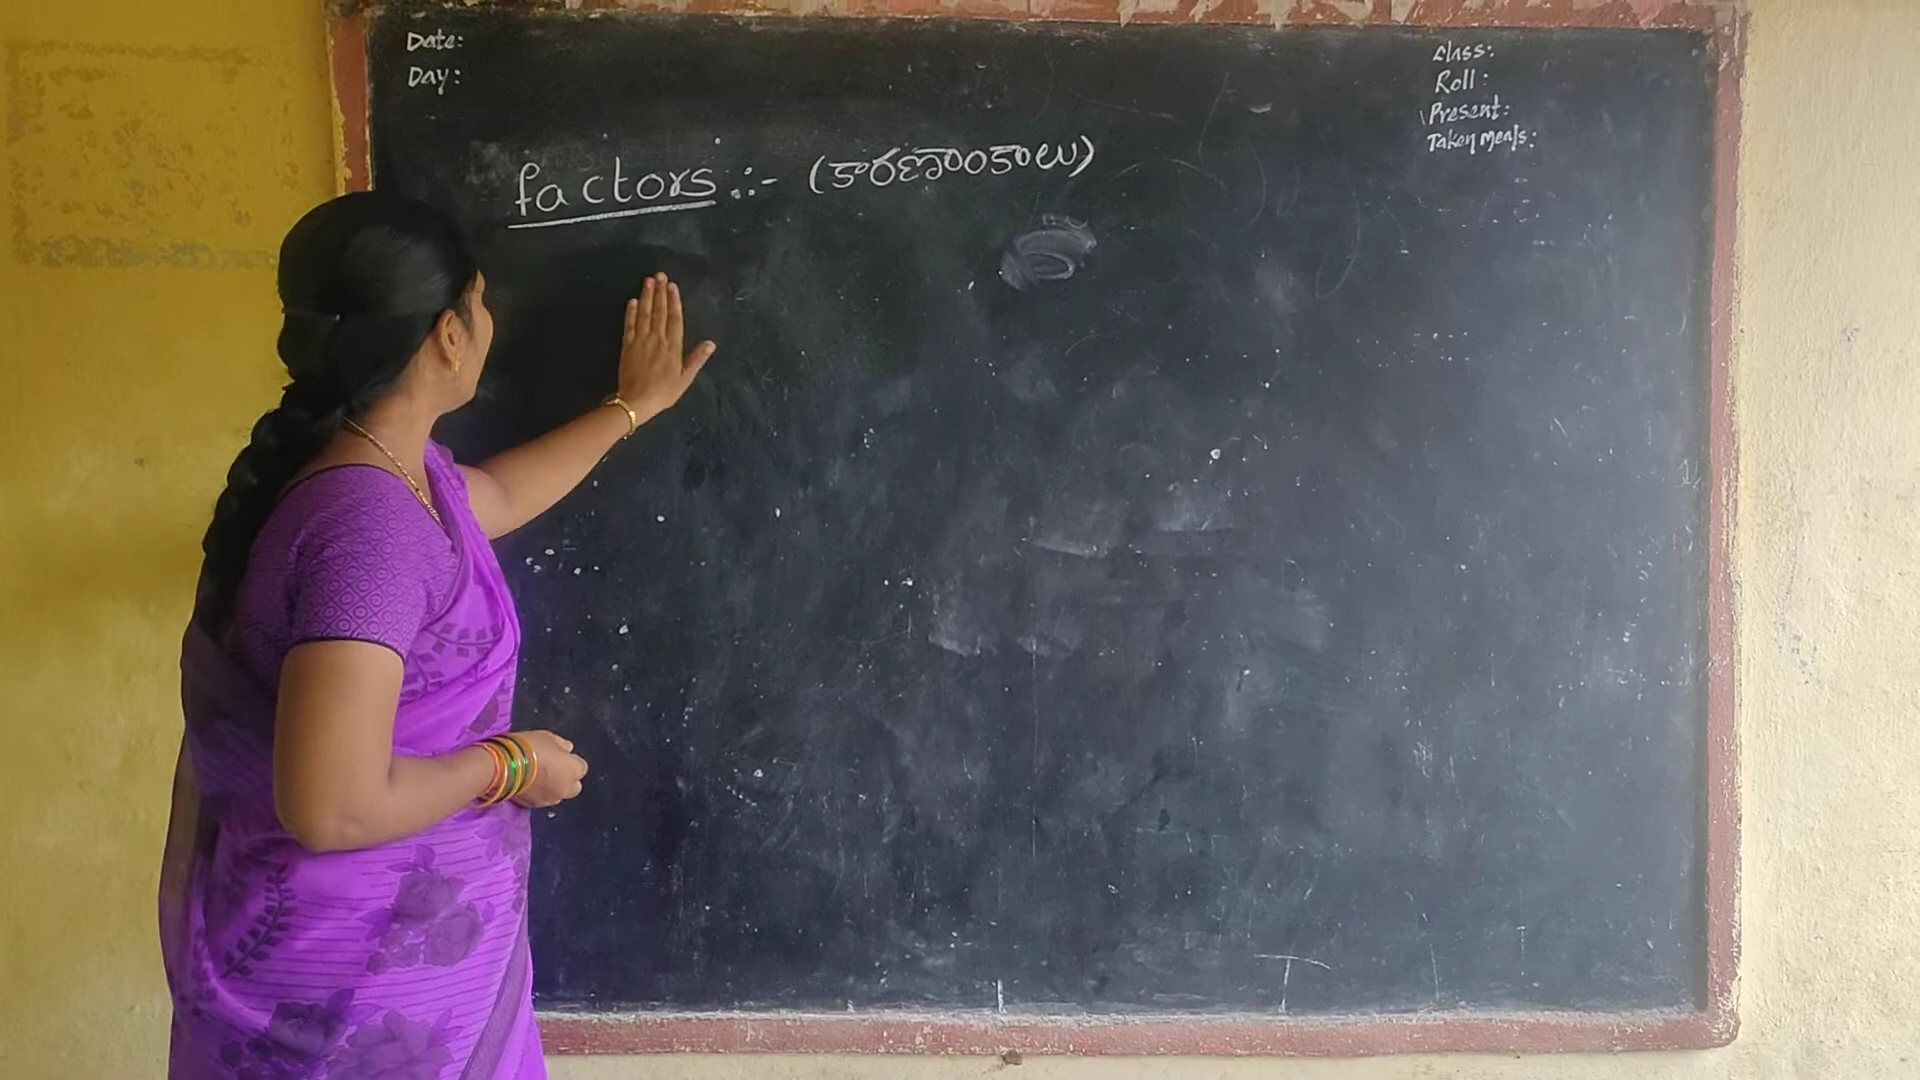 Date:
Day:
Class:
Roll:
Present:
Taken meals:
factors :- (కారణాంకాలు)